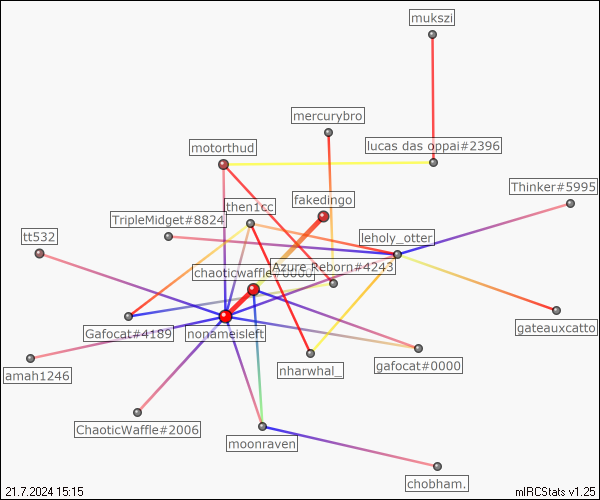 mukszi
mercurybro
motorthud
lucas das oppai#2396
Thinker#5995
fakedingo
then1cc
TripleMidget#8824
tt532
leholy_otter
Azure Reborn#4243
chaoticwaffle#0000
Gafocat#4189
nonameisleft
gateauxcatto
gafocat#0000
nharwhal_
amah1246
ChaoticWaffle#2006
moonraven
chobham.
21.7.2024 15:15
mIRCStats v1.25